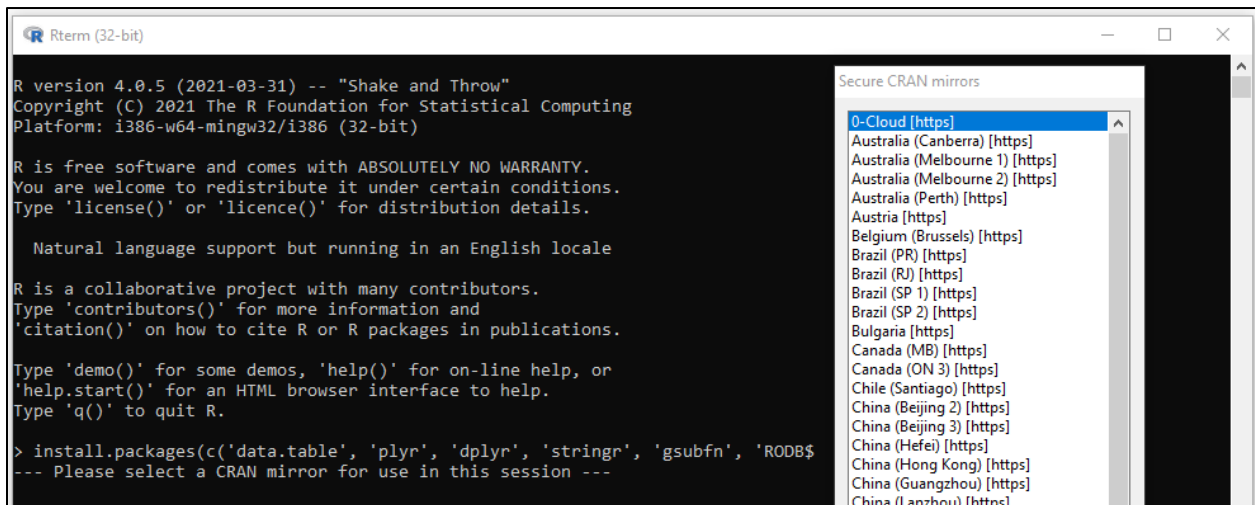 Rterm (32-bit)
R version 4.0.5 (2021-03-31) -- "Shake and Throw"
Copyright (C) 2021 The R Foundation for Statistical Computing
Platform: i386-w64-mingw32/i386 (32-bit)
R is free software and comes with ABSOLUTELY NO WARRANTY.
You are welcome to redistribute it under certain conditions.
Type 'license()' or 'licence()' for distribution details.
Natural language support but running in an English locale
R is a collaborative project with many contributors.
Type 'contributors()' for more information and
'citation()' on how to cite R or R packages in publications.
Type 'demo()' for some demos, 'help()' for on-line help, or
'help.start()' for an HTML browser interface to help.
Type 'q()' to quit R.
> install.packages(c('data.table', 'plyr', 'dplyr', 'stringr', 'gsubfn', 'RODB$
--- Please select a CRAN mirror for use in this session ---
Secure CRAN mirrors
0-Cloud [https]
Australia (Canberra) [https]
Australia (Melbourne 1) [https]
Australia (Melbourne 2) [https]
Australia (Perth) [https]
Austria [https]
Belgium (Brussels) [https]
Brazil (PR) [https]
Brazil (RJ) [https]
Brazil (SP 1) [https]
Brazil (SP 2) [https]
Bulgaria [https]
Canada (MB) [https]
Canada (ON 3) [https]
Chile (Santiago) [https]
China (Beijing 2) [https]
China (Beijing 3) [https]
China (Hefei) [https]
China (Hong Kong) [https]
China (Guangzhou) [https]
China (Lanzhou) [https]